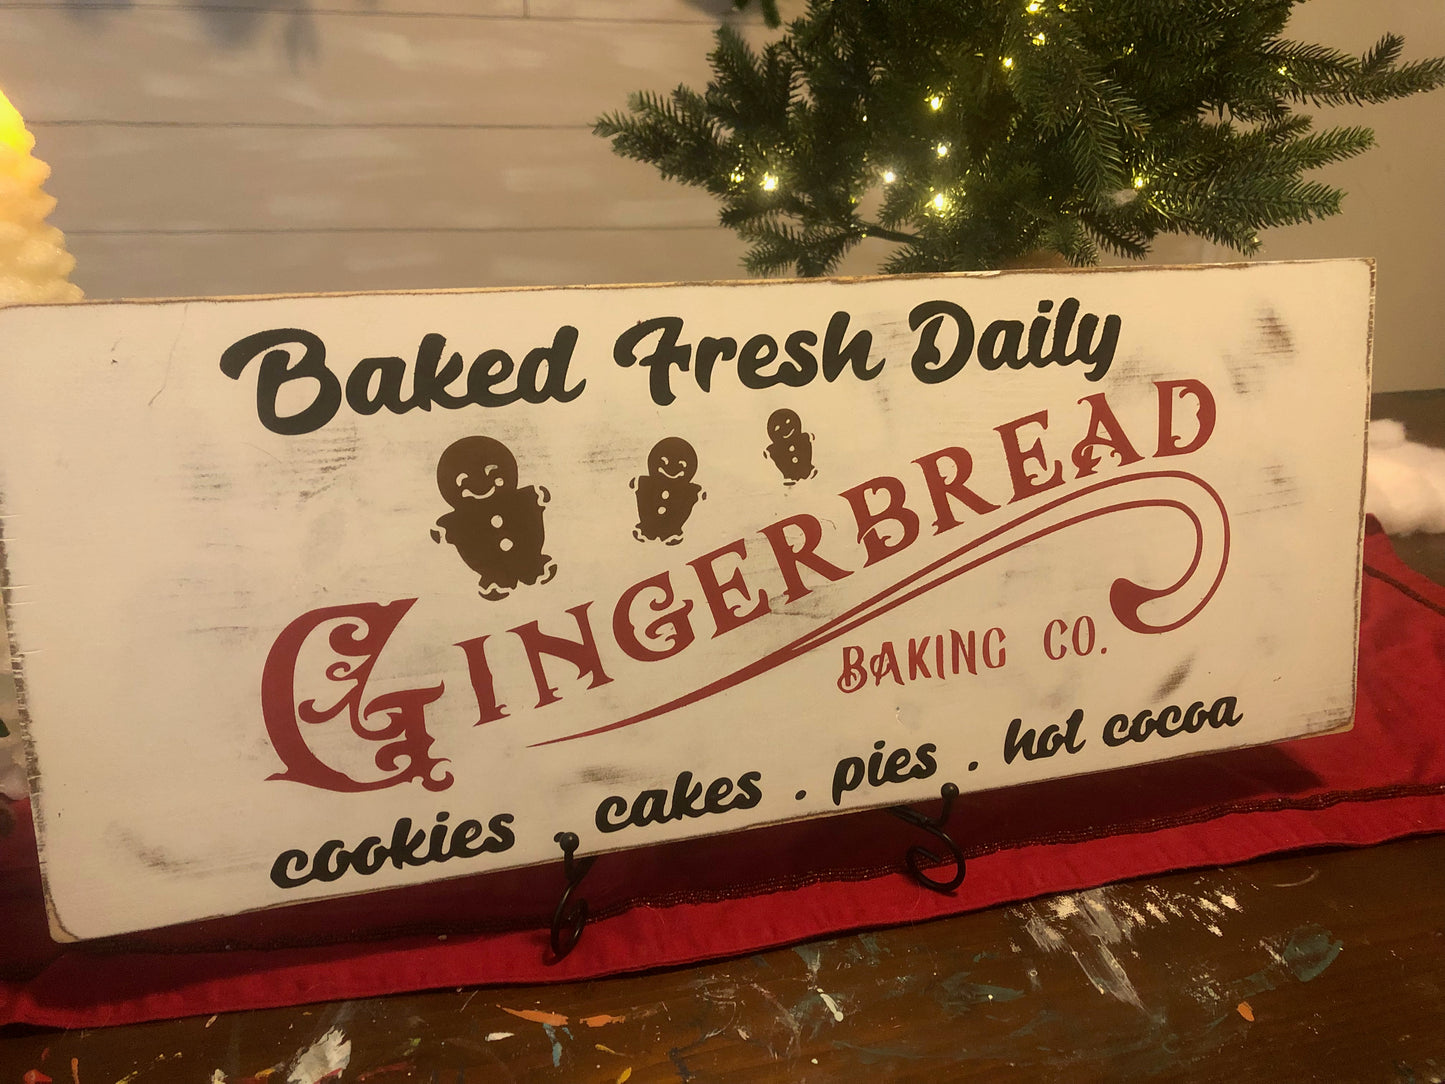 Baked Fresh Daily
GINGERBREAD
BAKING CO.
cookies . cakes . pies . hot cocoa